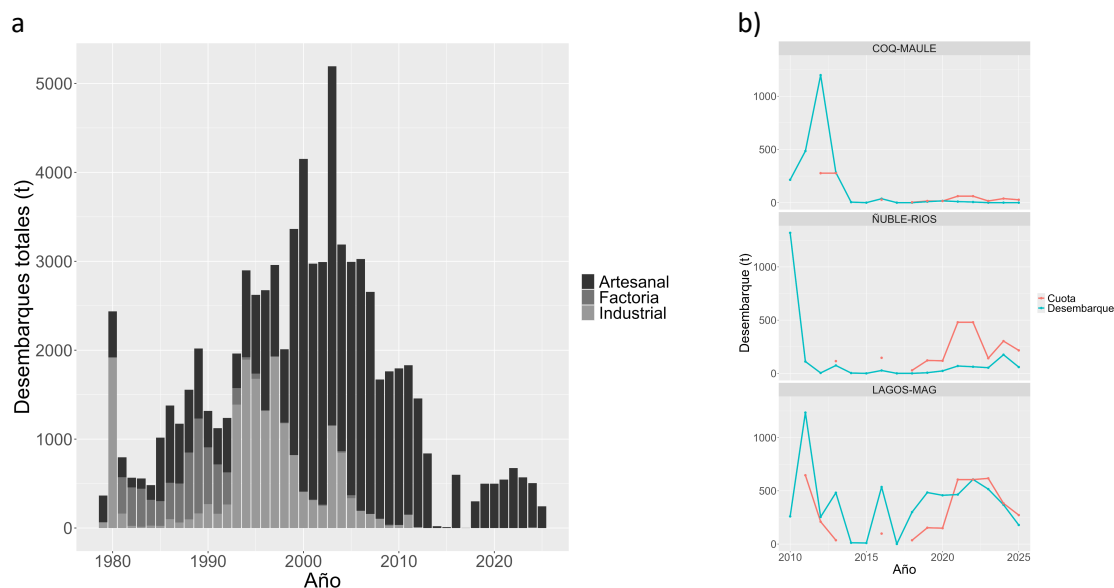 a
Desembarques totales (t)
5000
4000
3000
2000
1000
0
1980
1990
2000
2010
2020
Año
Artesanal
Factoria
Industrial
b)
COQ-MAULE
1000
500
0
ÑUBLE-RIOS
1000
500
0
LAGOS-MAG
1000
500
0
Desembarque (t)
2010
2015
2020
2025
Año
Cuota
Desembarque